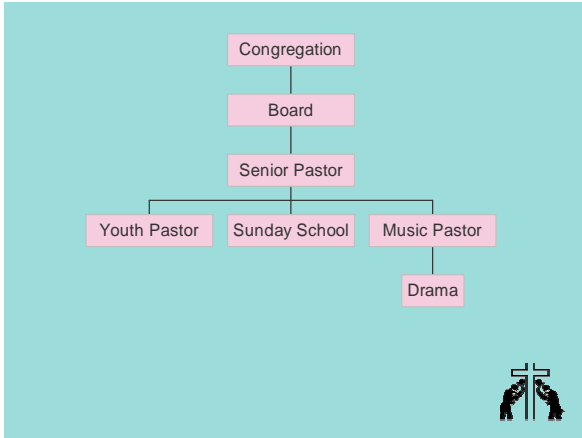 Congregation
Board
Senior Pastor
Youth Pastor
Sunday School
Music Pastor
Drama